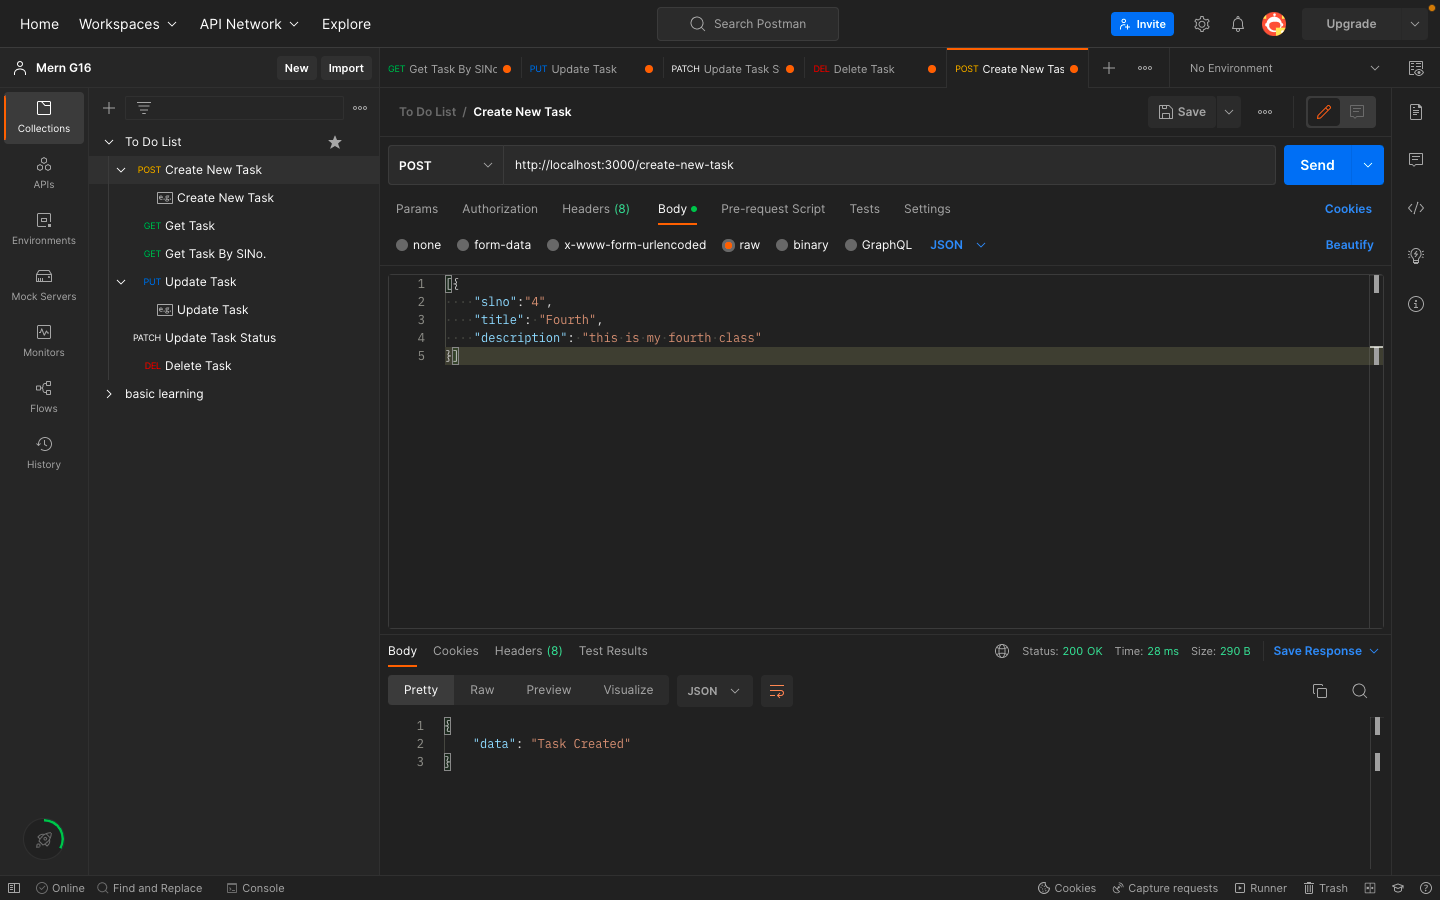 Home
Workspaces
API Network
Explore
Search Postman
Invite
Upgrade
Mern G16
New
Import
GET Get Task By SlNo
PUT Update Task
PATCH Update Task S
DEL Delete Task
POST Create New Tas
No Environment
Collections
APIs
Environments
Mock Servers
Monitors
Flows
History
To Do List
POST Create New Task
e.g. Create New Task
GET Get Task
GET Get Task By SlNo.
PUT Update Task
e.g. Update Task
PATCH Update Task Status
DEL Delete Task
basic learning
To Do List / Create New Task
Save
POST
http://localhost:3000/create-new-task
Send
Params
Authorization
Headers (8)
Body
Pre-request Script
Tests
Settings
Cookies
none
form-data
x-www-form-urlencoded
raw
binary
GraphQL
JSON
Beautify
1 [{
2 "slno":"4",
3 "title": "Fourth",
4 "description": "this is my fourth class"
5 }]
Body
Cookies
Headers (8)
Test Results
Status: 200 OK
Time: 28 ms
Size: 290 B
Save Response
Pretty
Raw
Preview
Visualize
JSON
1 {
2 "data": "Task Created"
3 }
Online
Find and Replace
Console
Cookies
Capture requests
Runner
Trash